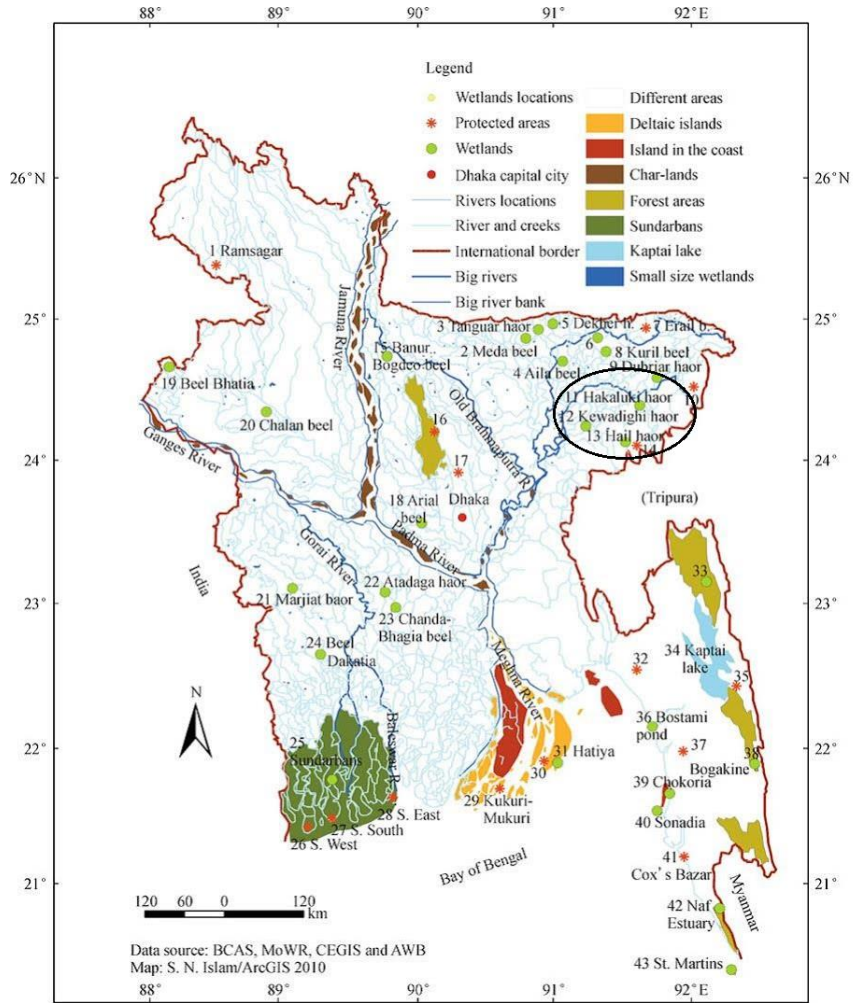 88° 89° 90° 91° 92°
26°N
25°
24°
23°
22°
21°
Legend
Wetlands locations
Protected areas
Wetlands
Dhaka capital city
Rivers locations
River and creeks
International border
Big rivers
Big river bank
Different areas
Deltaic islands
Island in the coast
Char-lands
Forest areas
Sundarbans
Kaptai lake
Small size wetlands
26°
25°
24°
23°
22°
21°
1 Ramsagar
Jamuna River
3 Tanguar haor
5 Dekher h.
7 Erail b.
2 Meda beel
6
8 Kuril beel
15 Banur
Bogdeo beel
4 Aila beel
9 Dubriar haor
19 Beel Bhatia
10
11 Hakaluki haor
20 Chalan beel
16
Old Brahmaputra R.
12 Kewadighi haor
13 Hail haor
14
Ganges River
17
18 Arial
beel
Dhaka
(Tripura)
Padma River
Gorai River
India
22 Atadaga haor
21 Marjiat baor
23 Chanda-
Bhagia beel
33
24 Beel
Dakatia
Meghna River
32
34 Kaptai
lake
35
N
Baleswar R.
36 Bostami
pond
25
Sundarbans
31 Hatiya
30
37
38
Bogakine
29 Kukuri-
Mukuri
39 Chokoria
28 S. East
27 S. South
26 S. West
40 Sonadia
Bay of Bengal
41
Cox's Bazar
Myanmar
120 60 0 120
km
42 Naf
Estuary
Data source: BCAS, MoWR, CEGIS and AWB
Map: S. N. Islam/ArcGIS 2010
43 St. Martins
88° 89° 90° 91° 92°